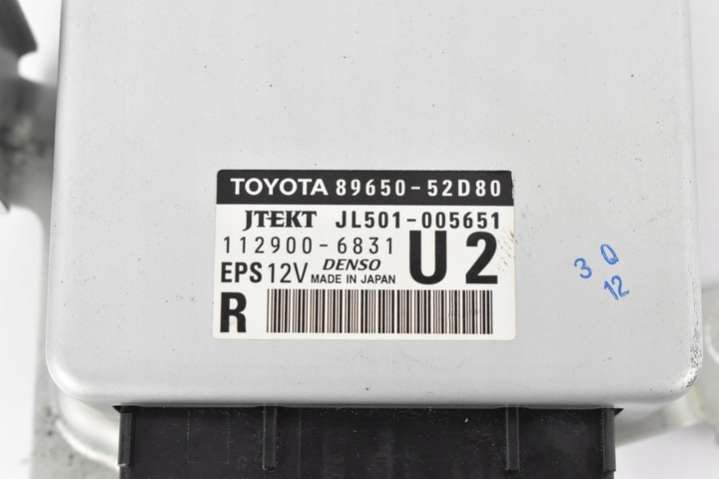 TOYOTA 89650-52D80
JTEKT JL501-005651
112900-6831 U2
EPS 12V DENSO
MADE IN JAPAN
R
3 Q
12